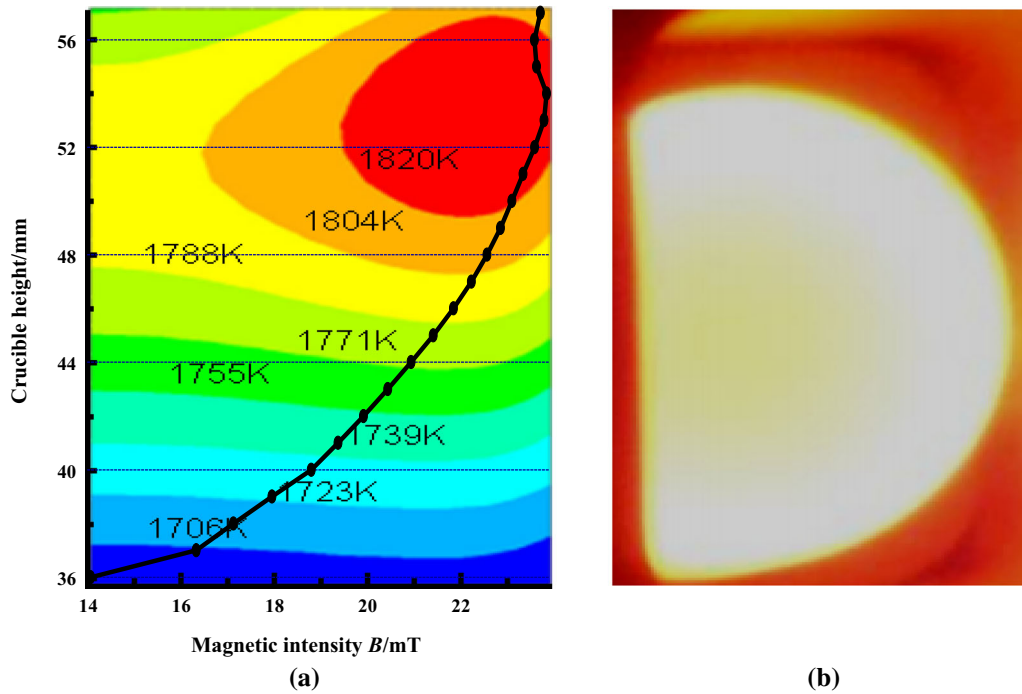 56
52
48
44
40
36
Crucible height/mm
1820K
1804K
1788K
1771K
1755K
1739K
1723K
1706K
14 16 18 20 22
Magnetic intensity B/mT
(a) (b)